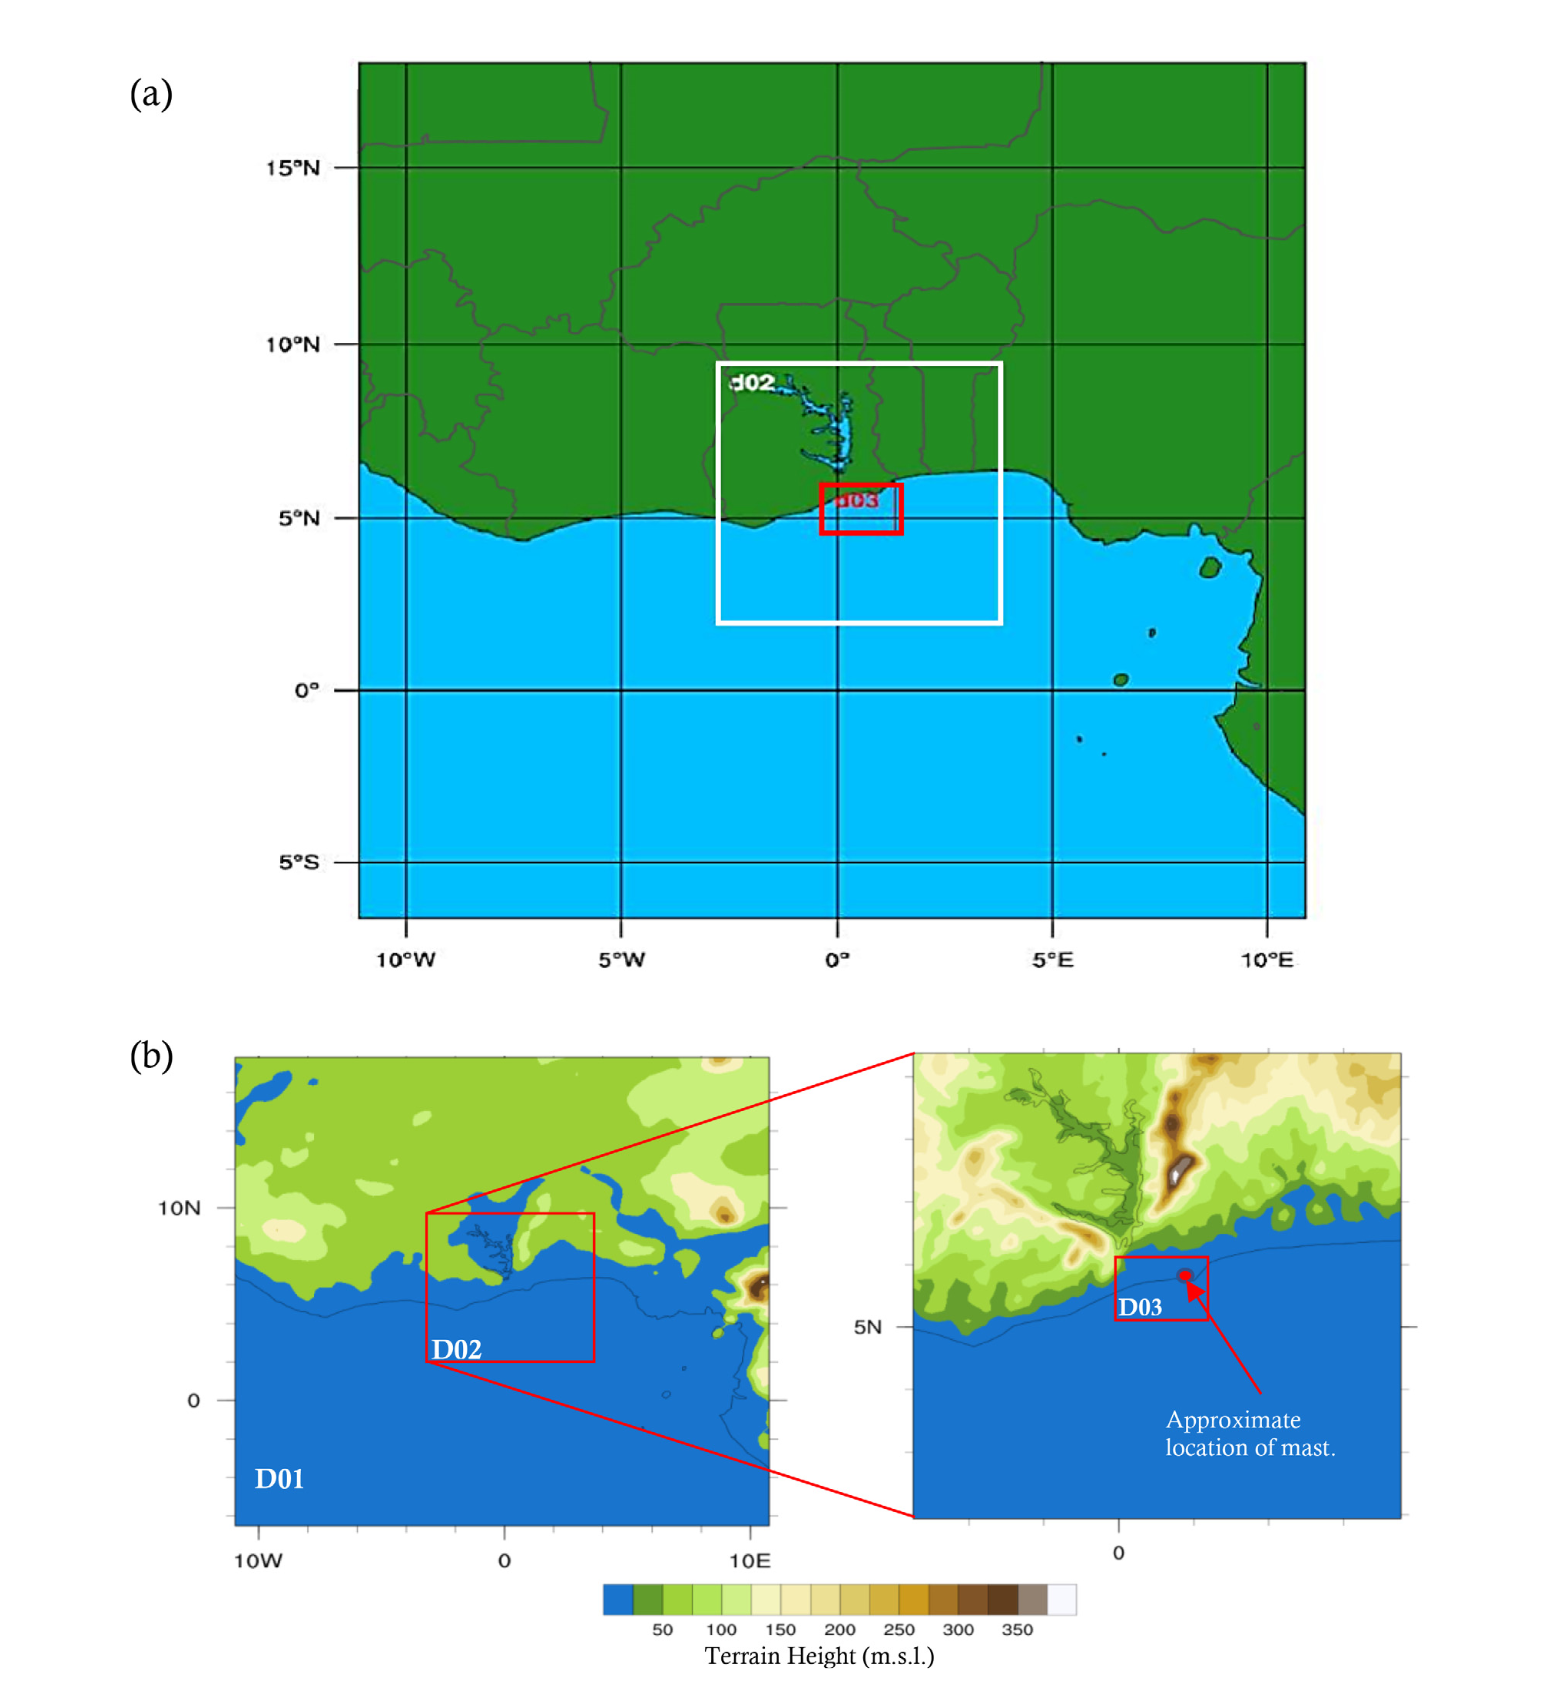 (a)
15°N
10°N
5°N
0°
5°S
d02
d03
10°W
5°W
0°
5°E
10°E
(b)
10N
0
D02
D01
10W
0
10E
5N
D03
Approximate
location of mast.
0
50 100 150 200 250 300 350
Terrain Height (m.s.l.)